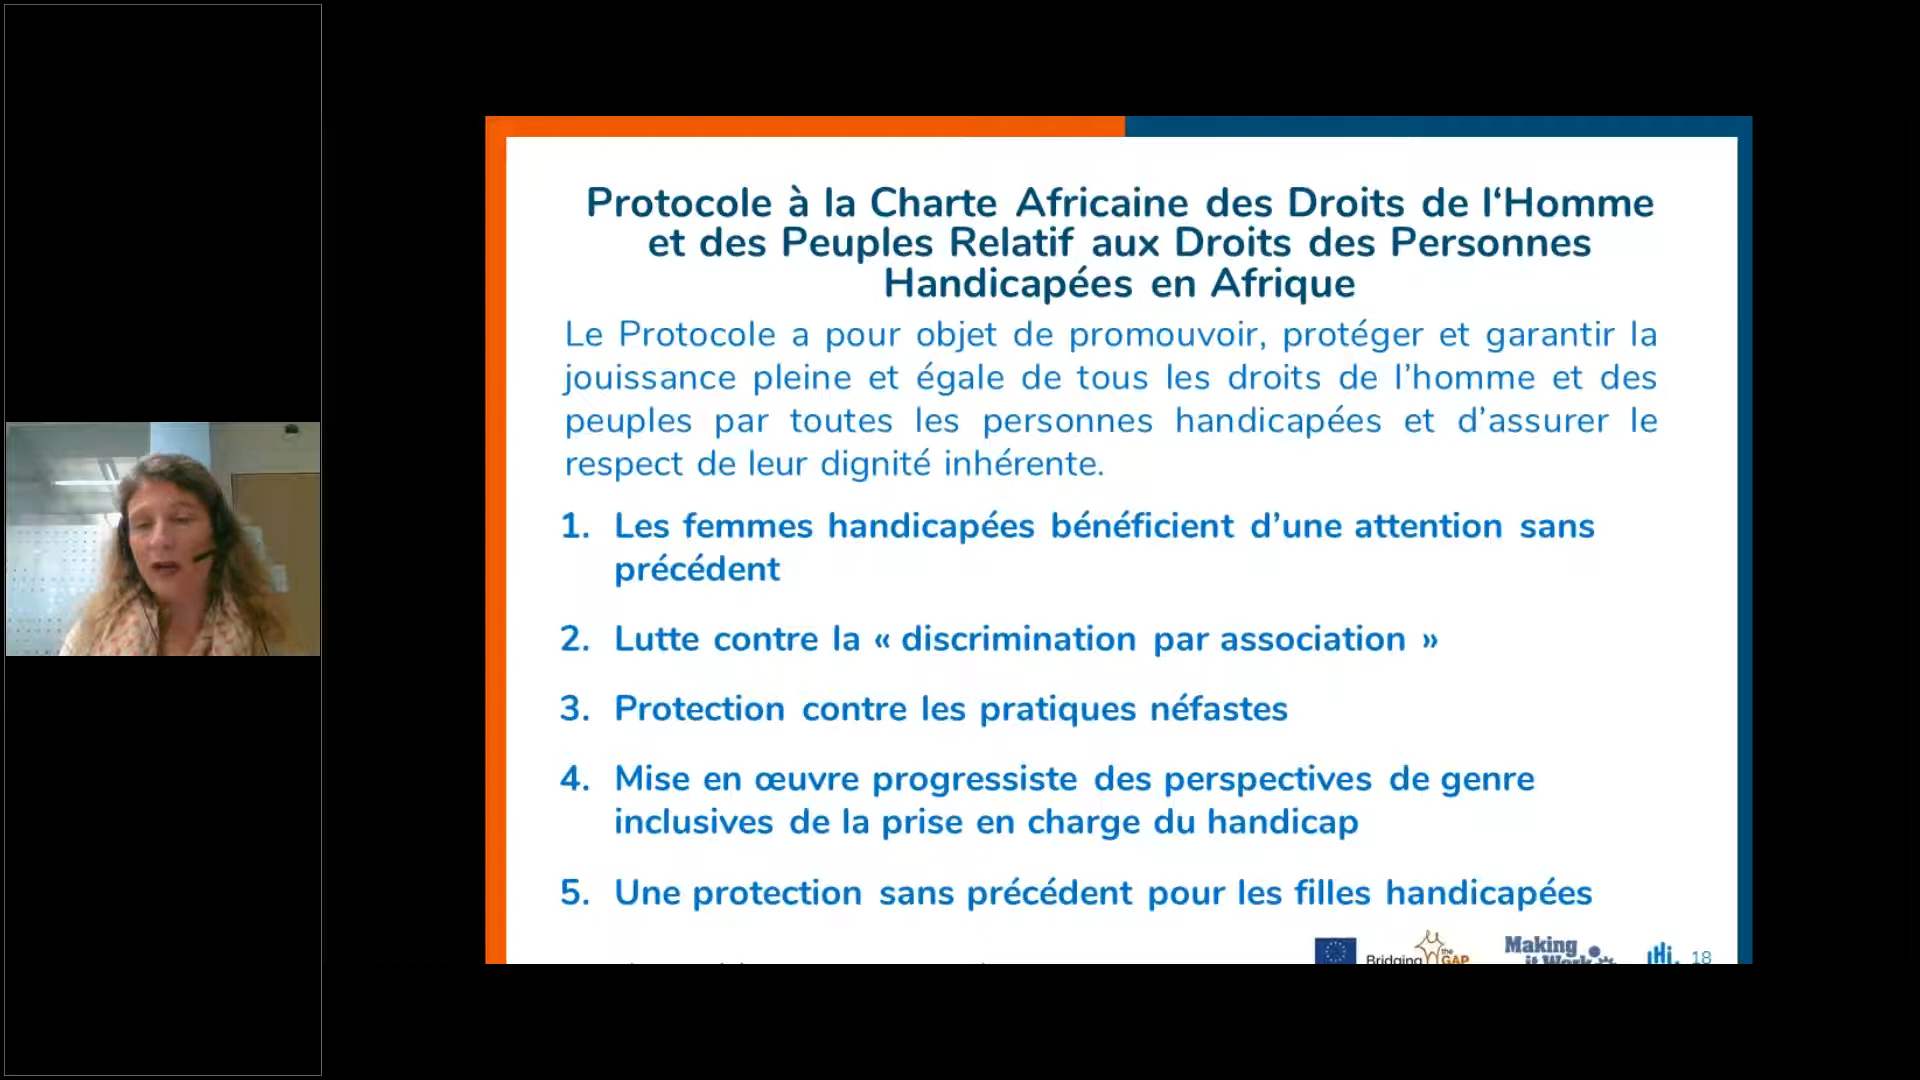 Protocole à la Charte Africaine des Droits de l‘Homme
et des Peuples Relatif aux Droits des Personnes
Handicapées en Afrique
Le Protocole a pour objet de promouvoir, protéger et garantir la
jouissance pleine et égale de tous les droits de l’homme et des
peuples par toutes les personnes handicapées et d’assurer le
respect de leur dignité inhérente.
1. Les femmes handicapées bénéficient d’une attention sans
précédent
2. Lutte contre la « discrimination par association »
3. Protection contre les pratiques néfastes
4. Mise en œuvre progressiste des perspectives de genre
inclusives de la prise en charge du handicap
5. Une protection sans précédent pour les filles handicapées
Bridging the GAP
Making
it Work
18